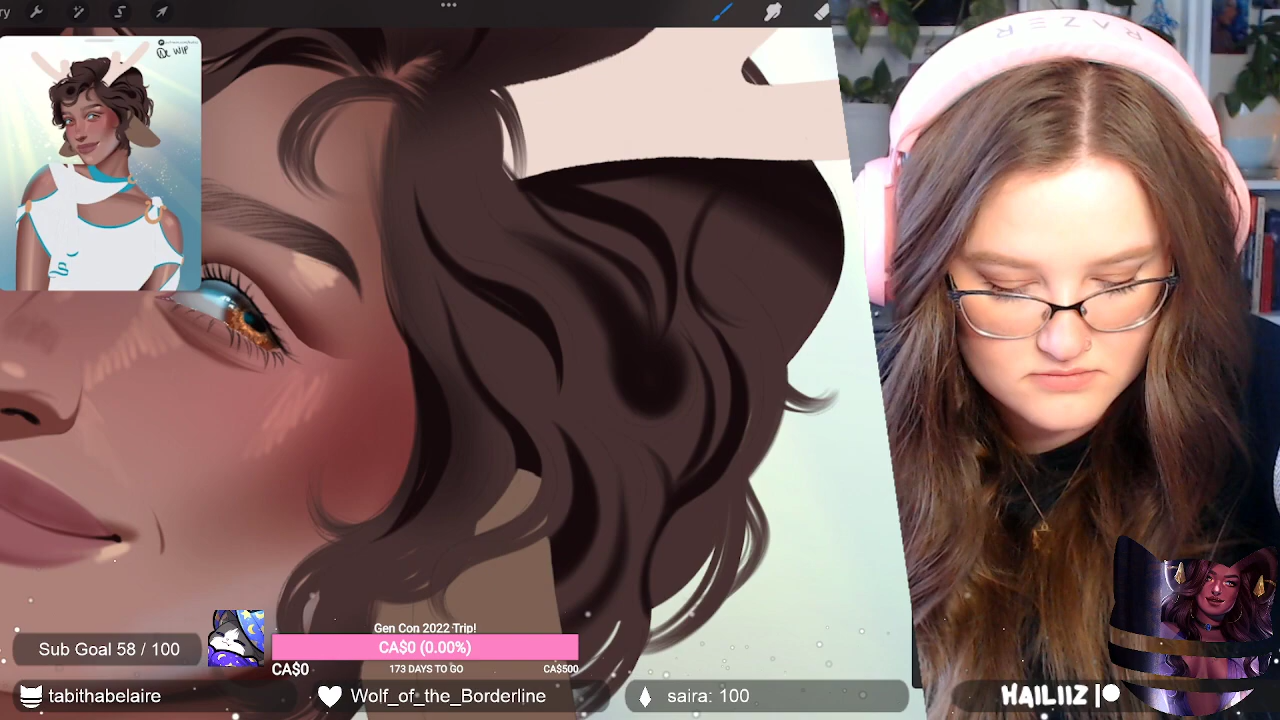 WIP
RAZER
Sub Goal 58 / 100
Gen Con 2022 Trip!
CA$0 (0.00%)
CA$0
173 DAYS TO GO
CA$500
tabithabelaire
Wolf_of_the_Borderline
saira: 100
HAILIIZ